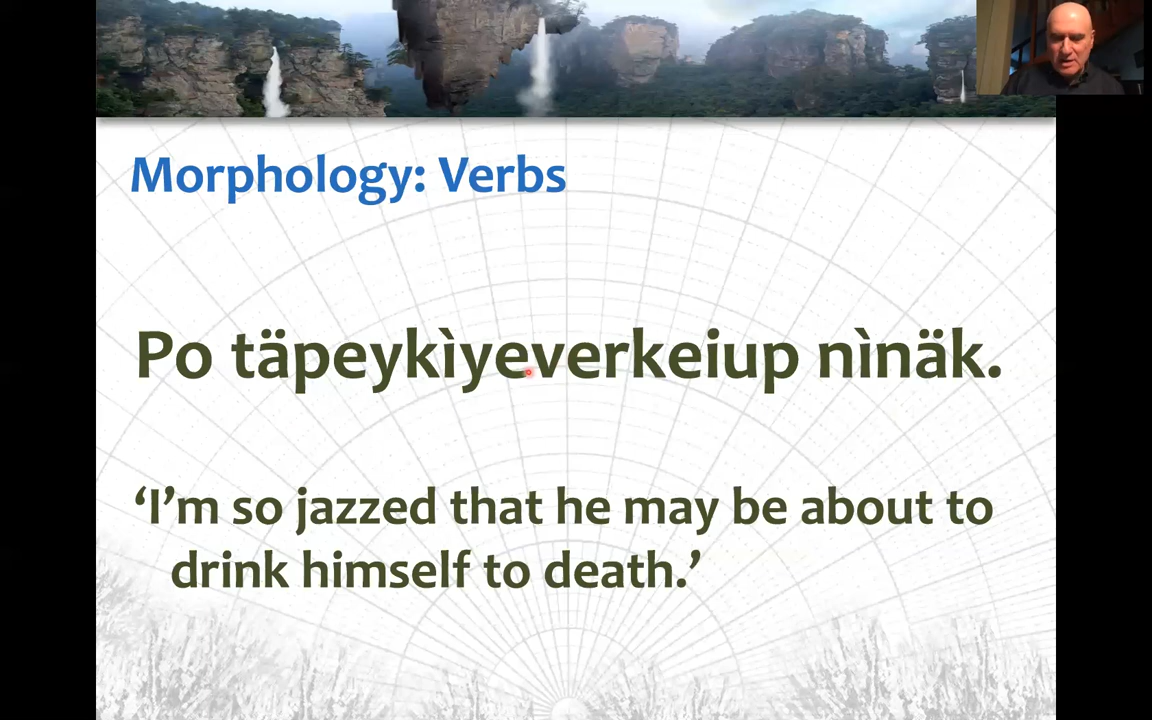 Morphology: Verbs
Po täpeykìyeverkeiup nìnäk.
‘I’m so jazzed that he may be about to
drink himself to death.’